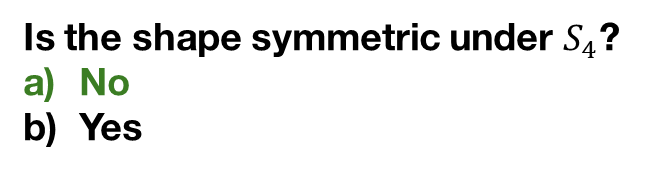 Is the shape symmetric under S₄?
a) No
b) Yes